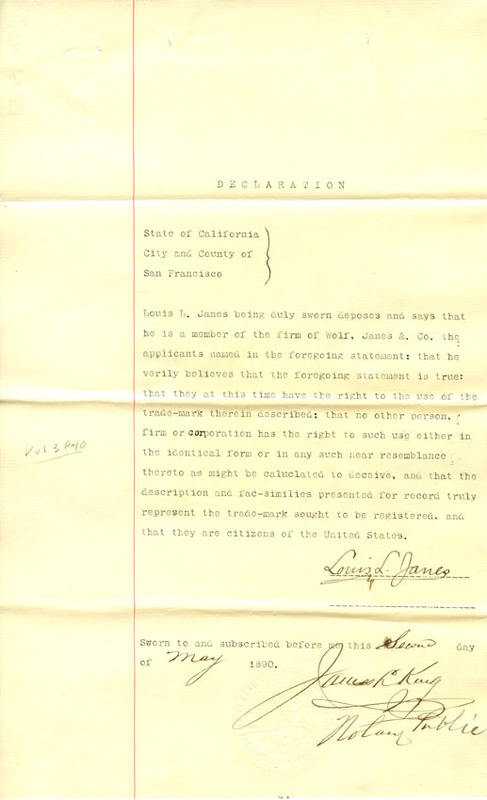 DECLARATION
State of California
City and County of
San Francisco
Louis L. Janes being duly sworn deposes and says that
he is a member of the firm of Wolf, Janes &. Co. the
applicants named in the foregoing statement; that he
verily believes that the foregoing statement is true;
that they at this time have the right to the use of the
trade-mark therein described; that no other person,
firm or corporation has the right to such use either in
Vol 3 P40
the identical form or in any such near resemblance
thereto as might be caluclated to deceive, and that the
description and fac-similies presented for record truly
represent the trade-mark sought to be registered, and
that they are citizens of the United States.
Louis L. Janes
Sworn to and subscribed before me this Second day
of May 1890.
James L. King
Notary Public